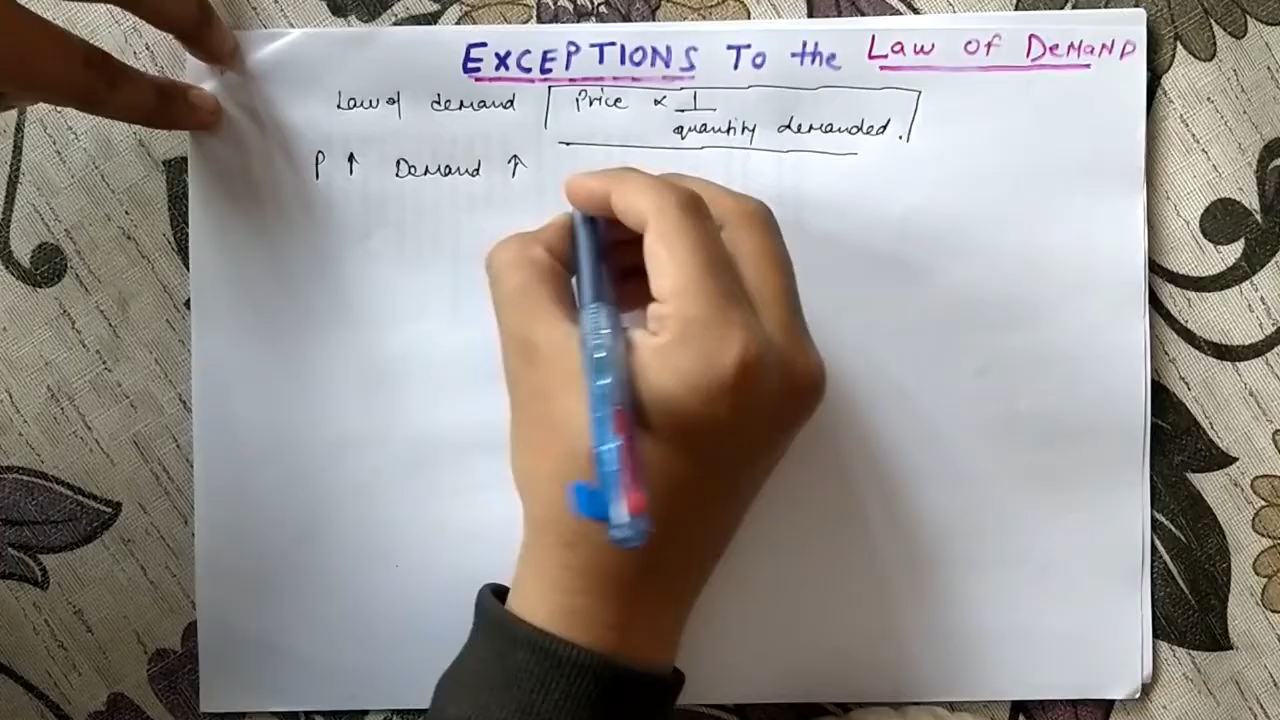 EXCEPTIONS To the Law of DeMAND
Law of demand Price ∝ 1
quantity demanded.
P ↑ Demand ↑